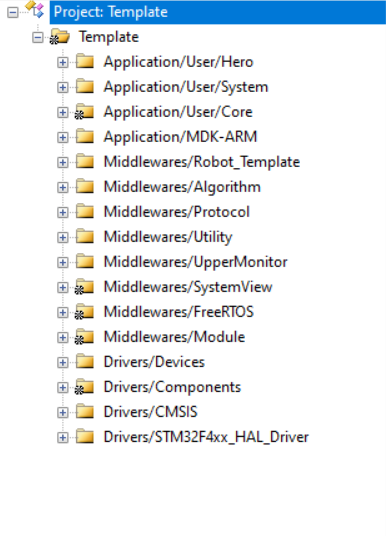 Project: Template
Template
Application/User/Hero
Application/User/System
Application/User/Core
Application/MDK-ARM
Middlewares/Robot_Template
Middlewares/Algorithm
Middlewares/Protocol
Middlewares/Utility
Middlewares/UpperMonitor
Middlewares/SystemView
Middlewares/FreeRTOS
Middlewares/Module
Drivers/Devices
Drivers/Components
Drivers/CMSIS
Drivers/STM32F4xx_HAL_Driver